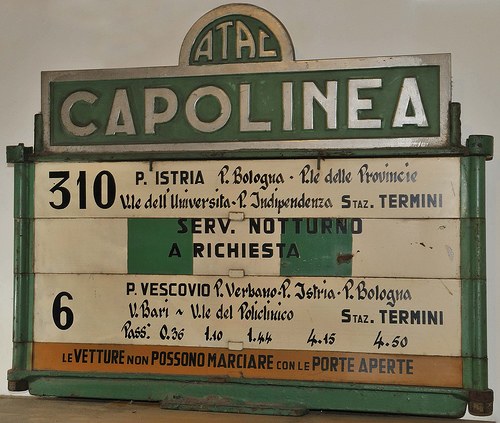 ATAC
CAPOLINEA
310 P. ISTRIA P. Bologna - P.le delle Provincie
V.le dell'Universita - P. Indipendenza STAZ. TERMINI
SERV. NOTTURNO
A RICHIESTA
6 P. VESCOVIO P. Verbano - P. Istria - P. Bologna
V. Bari ~ V.le del Policlinico STAZ. TERMINI
Pass. 0.36 1.10 1.44 4.15 4.50
LE VETTURE NON POSSONO MARCIARE CON LE PORTE APERTE